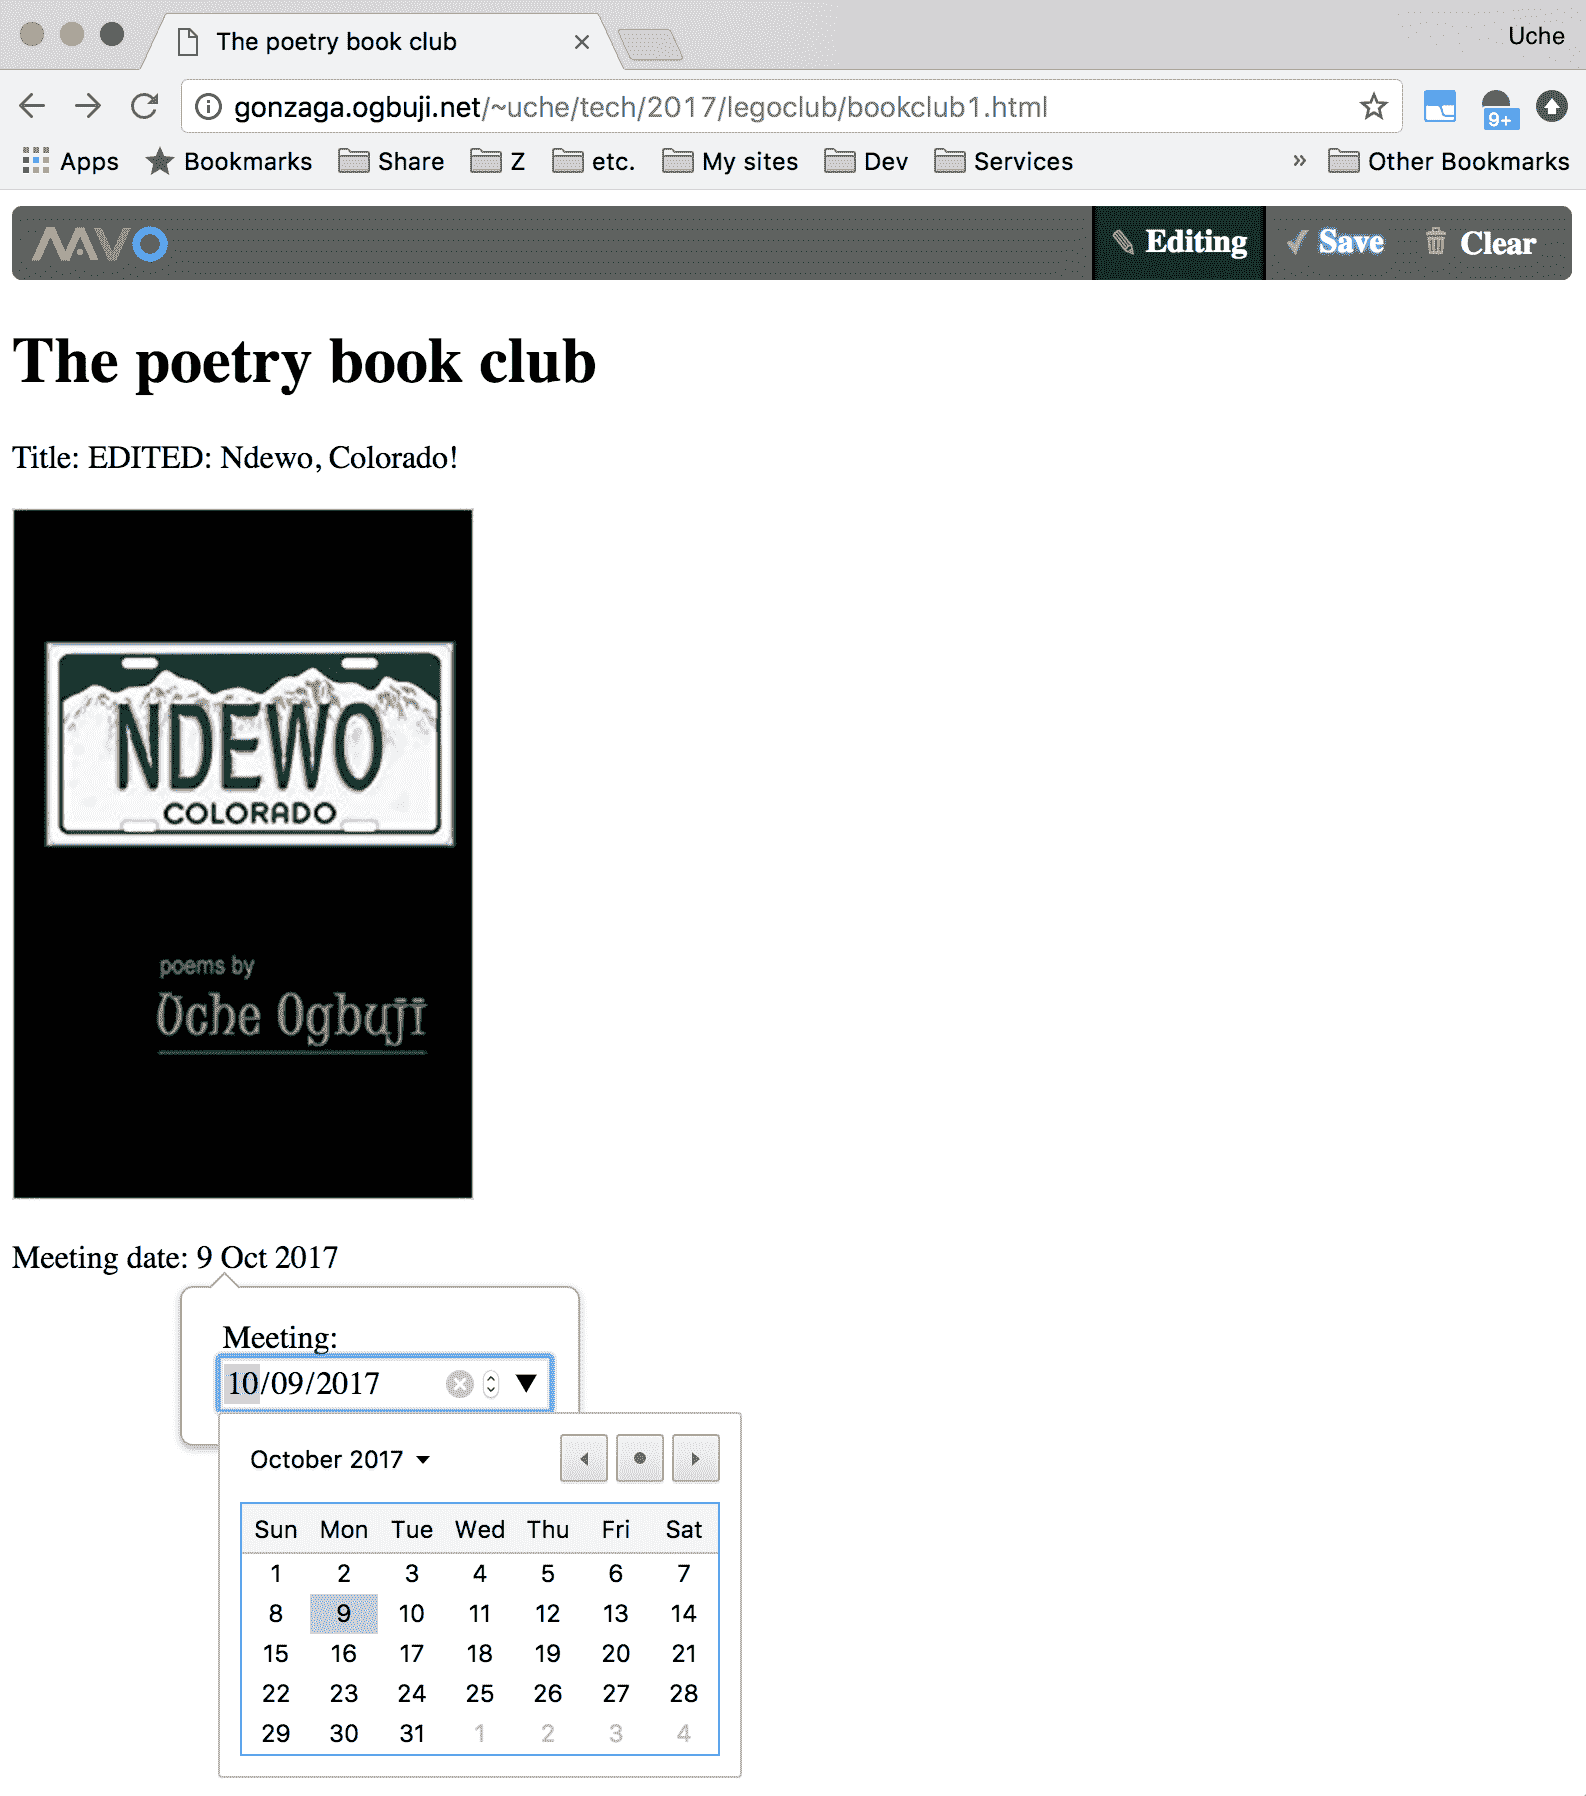 The poetry book club
Uche
gonzaga.ogbuji.net/~uche/tech/2017/legoclub/bookclub1.html
9+
Apps Bookmarks Share Z etc. My sites Dev Services » Other Bookmarks
MAVO Editing Save Clear
The poetry book club
Title: EDITED: Ndewo, Colorado!
NDEWO
COLORADO
poems by
Uche Ogbuji
Meeting date: 9 Oct 2017
Meeting:
10/09/2017
October 2017
Sun Mon Tue Wed Thu Fri Sat
1 2 3 4 5 6 7
8 9 10 11 12 13 14
15 16 17 18 19 20 21
22 23 24 25 26 27 28
29 30 31 1 2 3 4